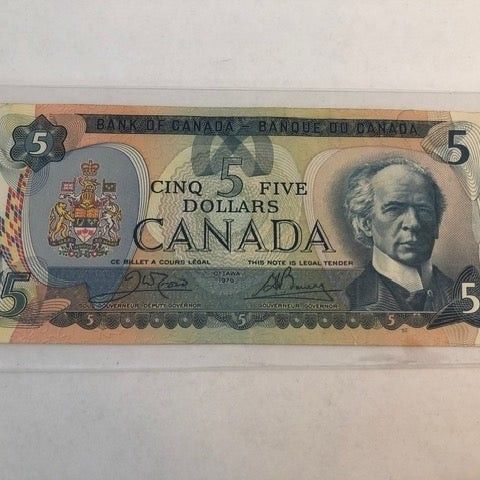 BANK OF CANADA – BANQUE DU CANADA
5 5
CINQ 5 FIVE
DOLLARS
CANADA
CE BILLET A COURS LÉGAL OTTAWA THIS NOTE IS LEGAL TENDER
1979
5 5
GOUVERNEUR DEPUTY GOVERNOR GOUVERNEUR GOVERNOR
5 5 5